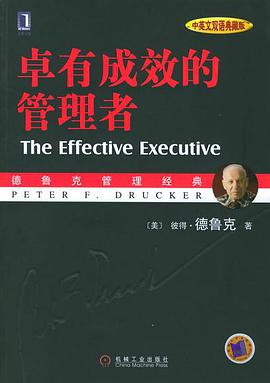 中英文双语典藏版
卓有成效的
管理者
The Effective Executive
德鲁克管理经典
PETER F. DRUCKER
〔美〕 彼得·德鲁克 著
机械工业出版社
China Machine Press